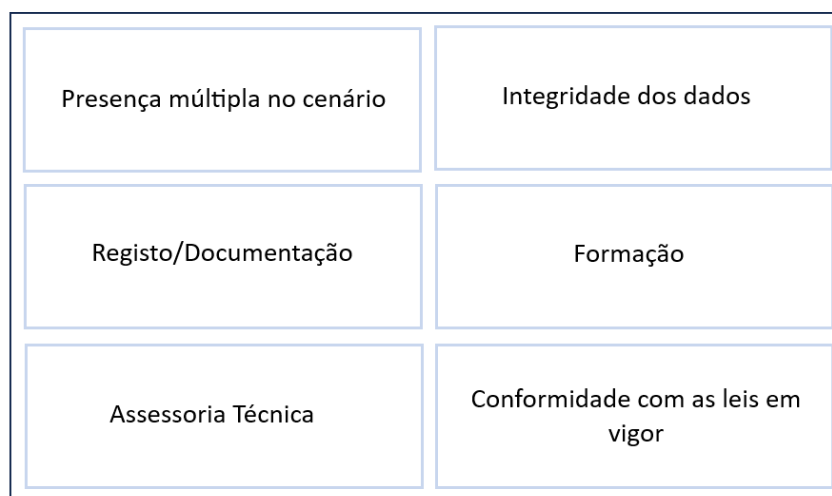 Presença múltipla no cenário
Integridade dos dados
Registo/Documentação
Formação
Assessoria Técnica
Conformidade com as leis em
vigor